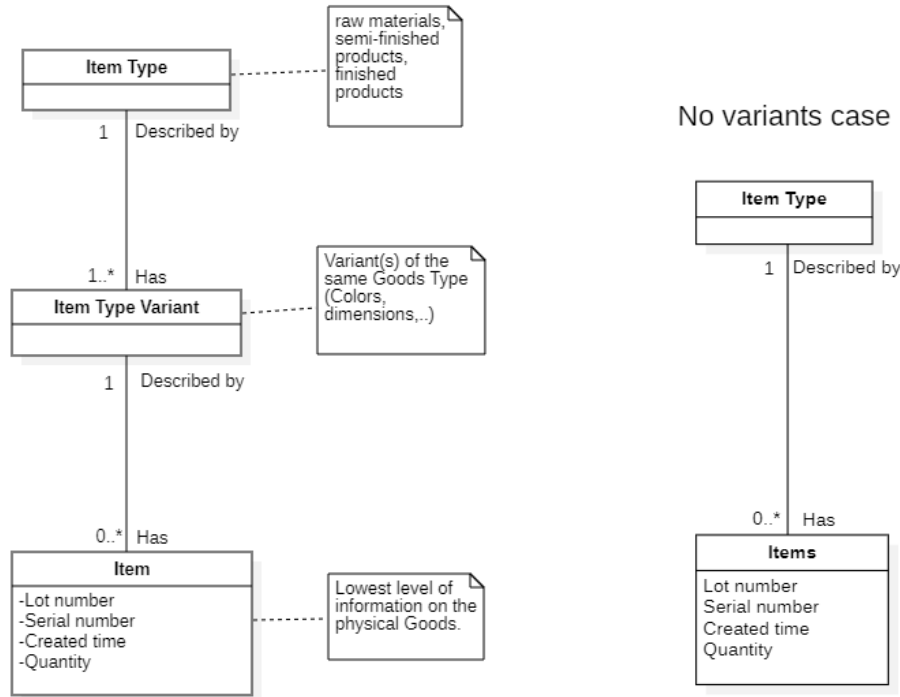 raw materials,
semi-finished
products,
finished
products
Item Type
1
Described by
1..*
Has
Variant(s) of the
same Goods Type
(Colors,
dimensions,..)
Item Type Variant
1
Described by
0..*
Has
Item
-Lot number
-Serial number
-Created time
-Quantity
Lowest level of
information on the
physical Goods.
No variants case
Item Type
1
Described by
0..*
Has
Items
Lot number
Serial number
Created time
Quantity